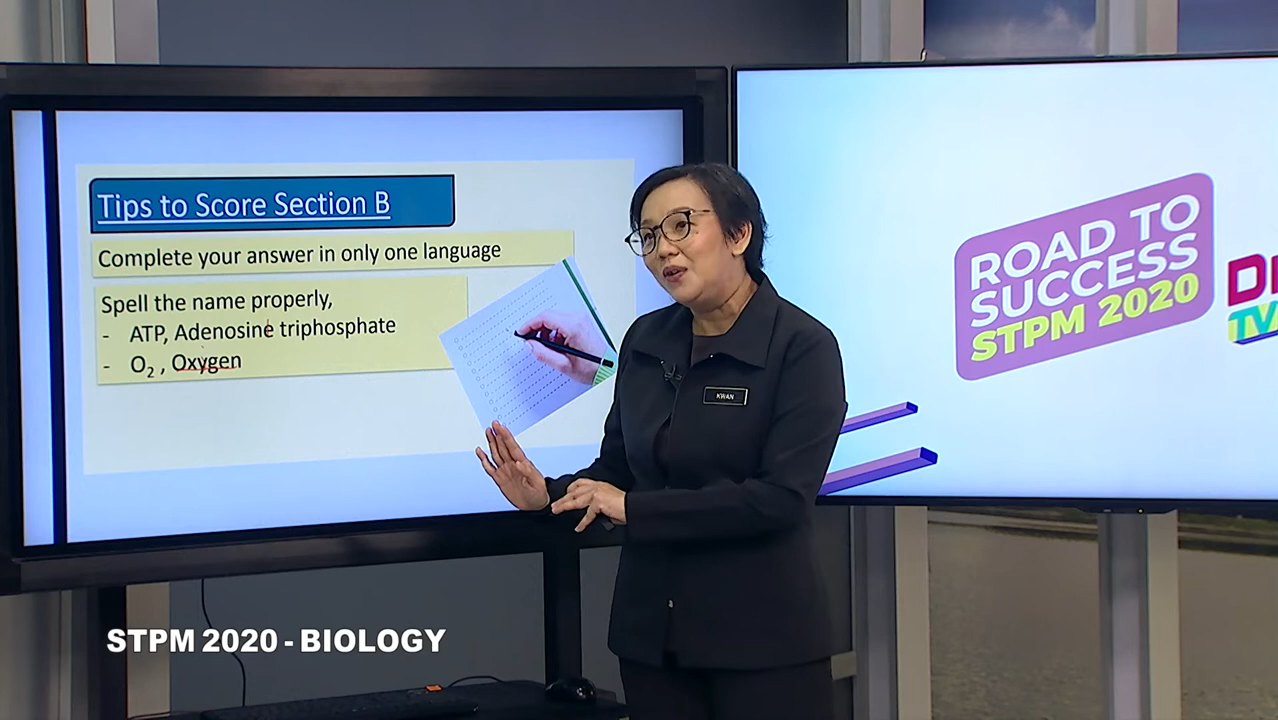 Tips to Score Section B
Complete your answer in only one language
Spell the name properly,
- ATP, Adenosine triphosphate
- O₂ , Oxygen
KWAN
ROAD TO
SUCCESS
STPM 2020
TV
STPM 2020 - BIOLOGY